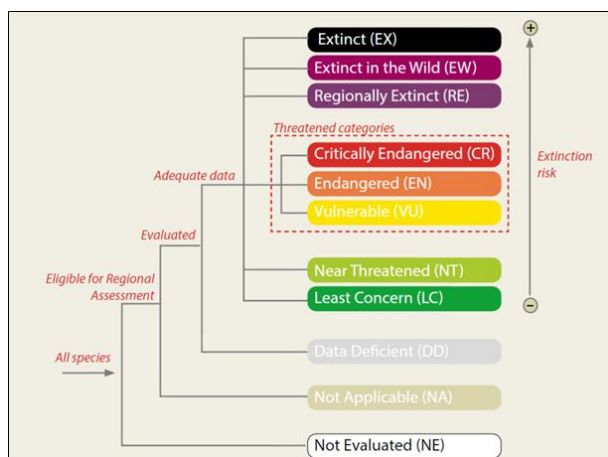 Extinct (EX)
Extinct in the Wild (EW)
Regionally Extinct (RE)
Threatened categories
Critically Endangered (CR)
Adequate data
Extinction
risk
Endangered (EN)
Vulnerable (VU)
Evaluated
Eligible for Regional
Assessment
Near Threatened (NT)
Least Concern (LC)
All species
Data Deficient (DD)
Not Applicable (NA)
Not Evaluated (NE)
+
−